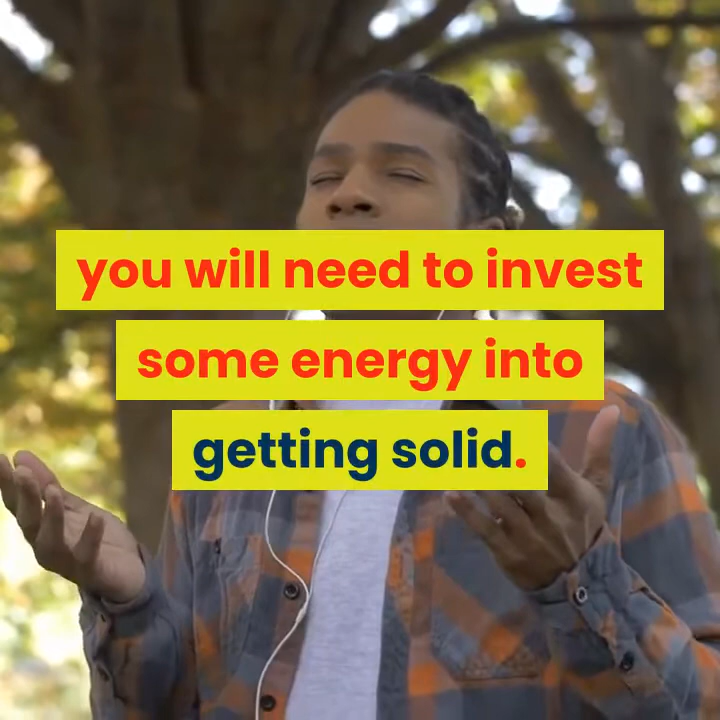 you will need to invest
some energy into
getting solid.